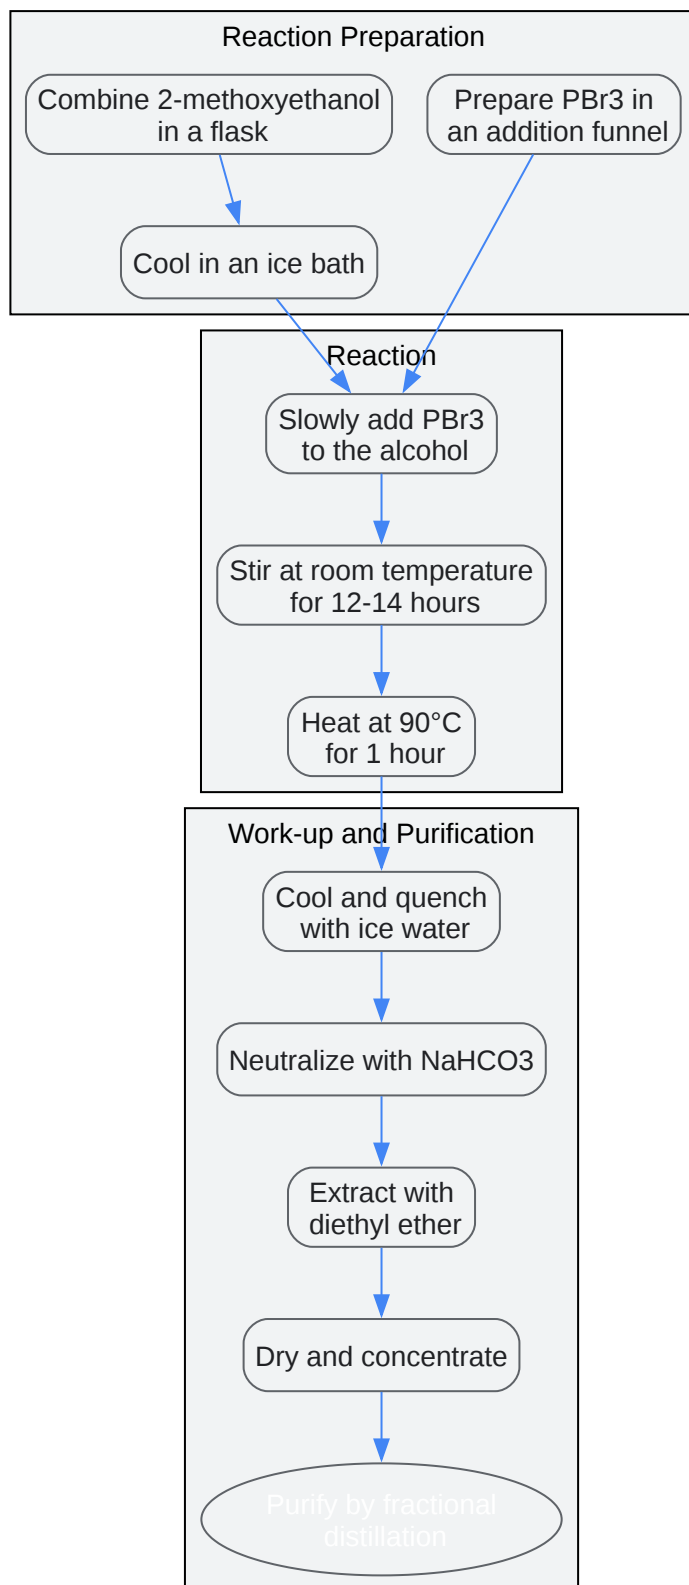 Reaction Preparation
Combine 2-methoxyethanol
in a flask
Prepare PBr3 in
an addition funnel
Cool in an ice bath
Reaction
Slowly add PBr3
to the alcohol
Stir at room temperature
for 12-14 hours
Heat at 90°C
for 1 hour
Work-up and Purification
Cool and quench
with ice water
Neutralize with NaHCO3
Extract with
diethyl ether
Dry and concentrate
Purify by fractional
distillation